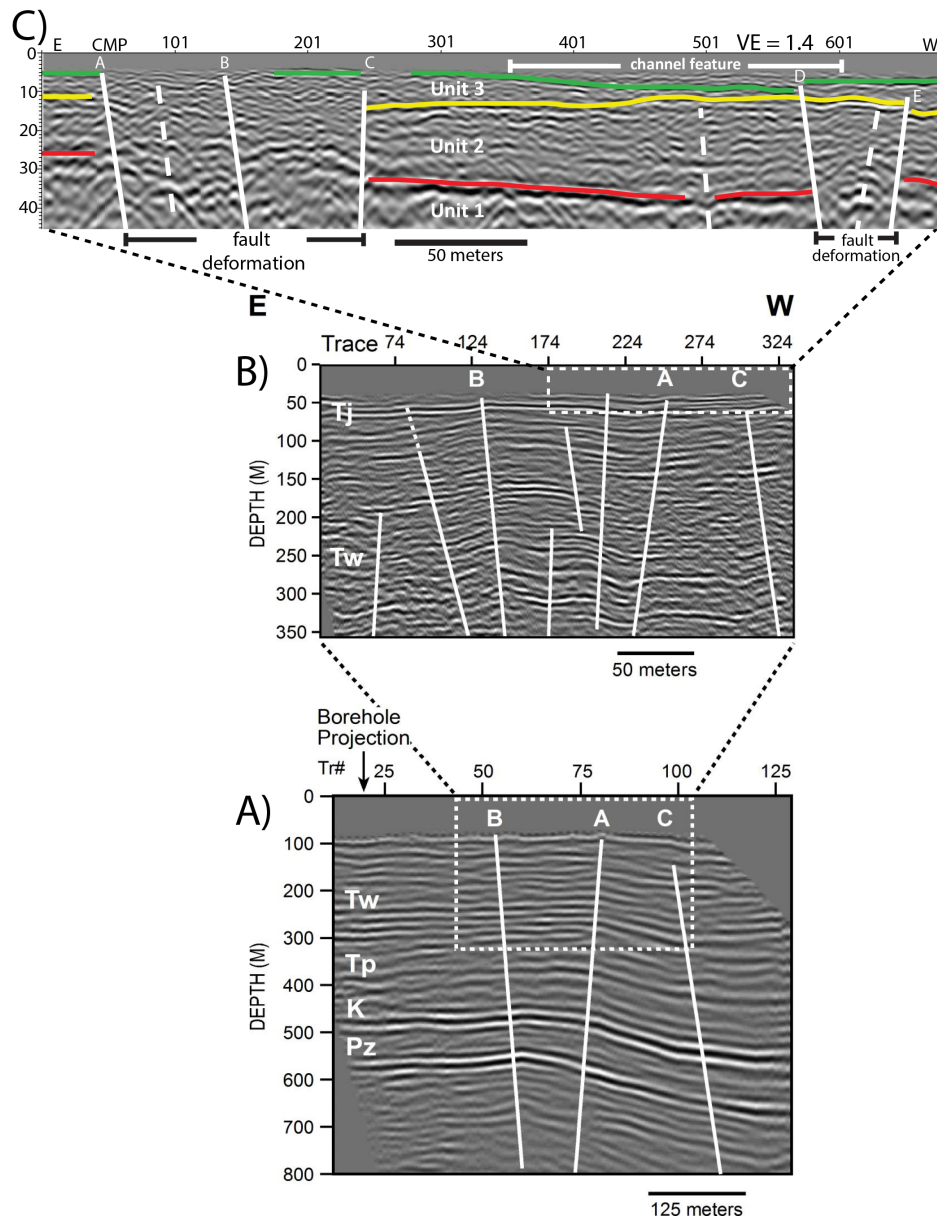 C)
E CMP 101 201 301 401 501 VE = 1.4 601 W
A B C D E
channel feature
0
10
20
30
40
Unit 3
Unit 2
Unit 1
fault
deformation
50 meters
fault
deformation
E W
B)
Trace 74 124 174 224 274 324
B A C
DEPTH (M)
0
50
100
150
200
250
300
350
Tj
Tw
50 meters
Borehole
Projection
Tr# 25 50 75 100 125
A)
B A C
DEPTH (M)
0
100
200
300
400
500
600
700
800
Tw
Tp
K
Pz
125 meters